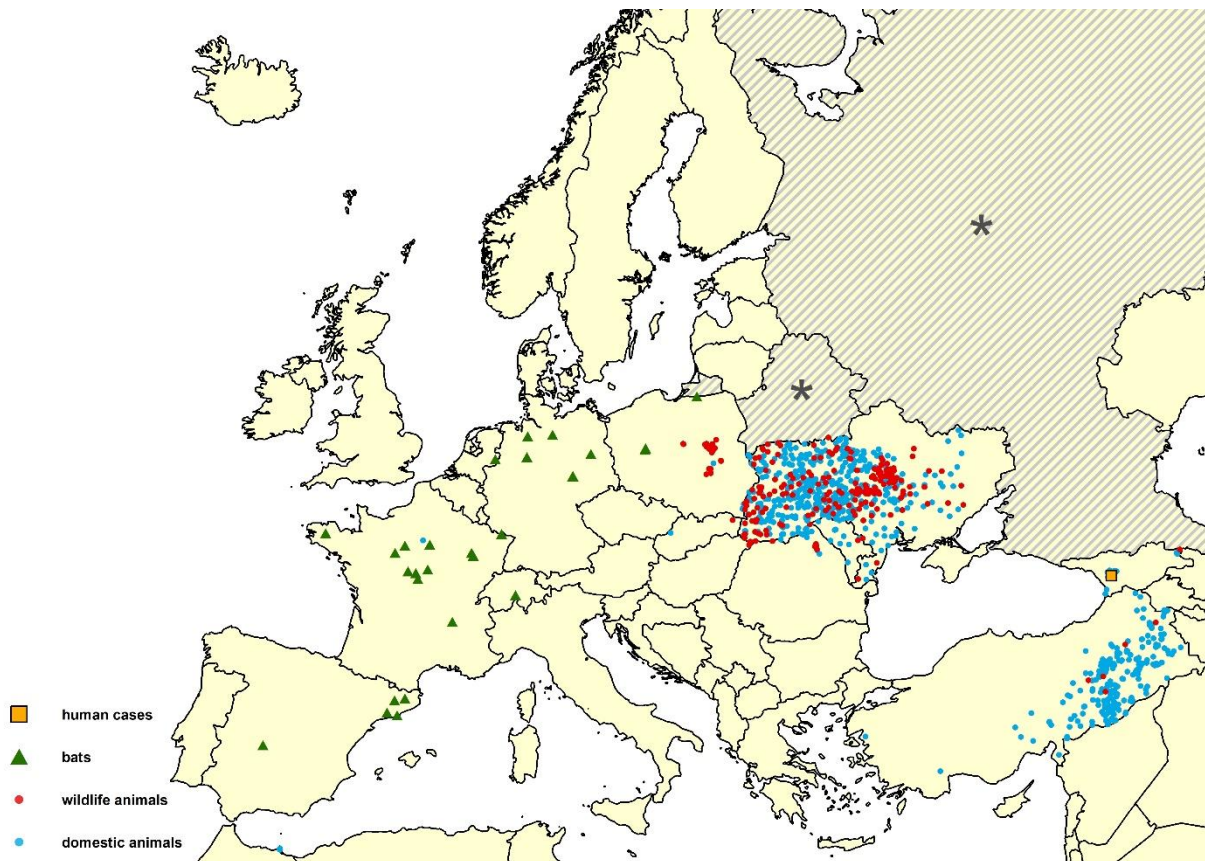 *
*
human cases
bats
wildlife animals
domestic animals